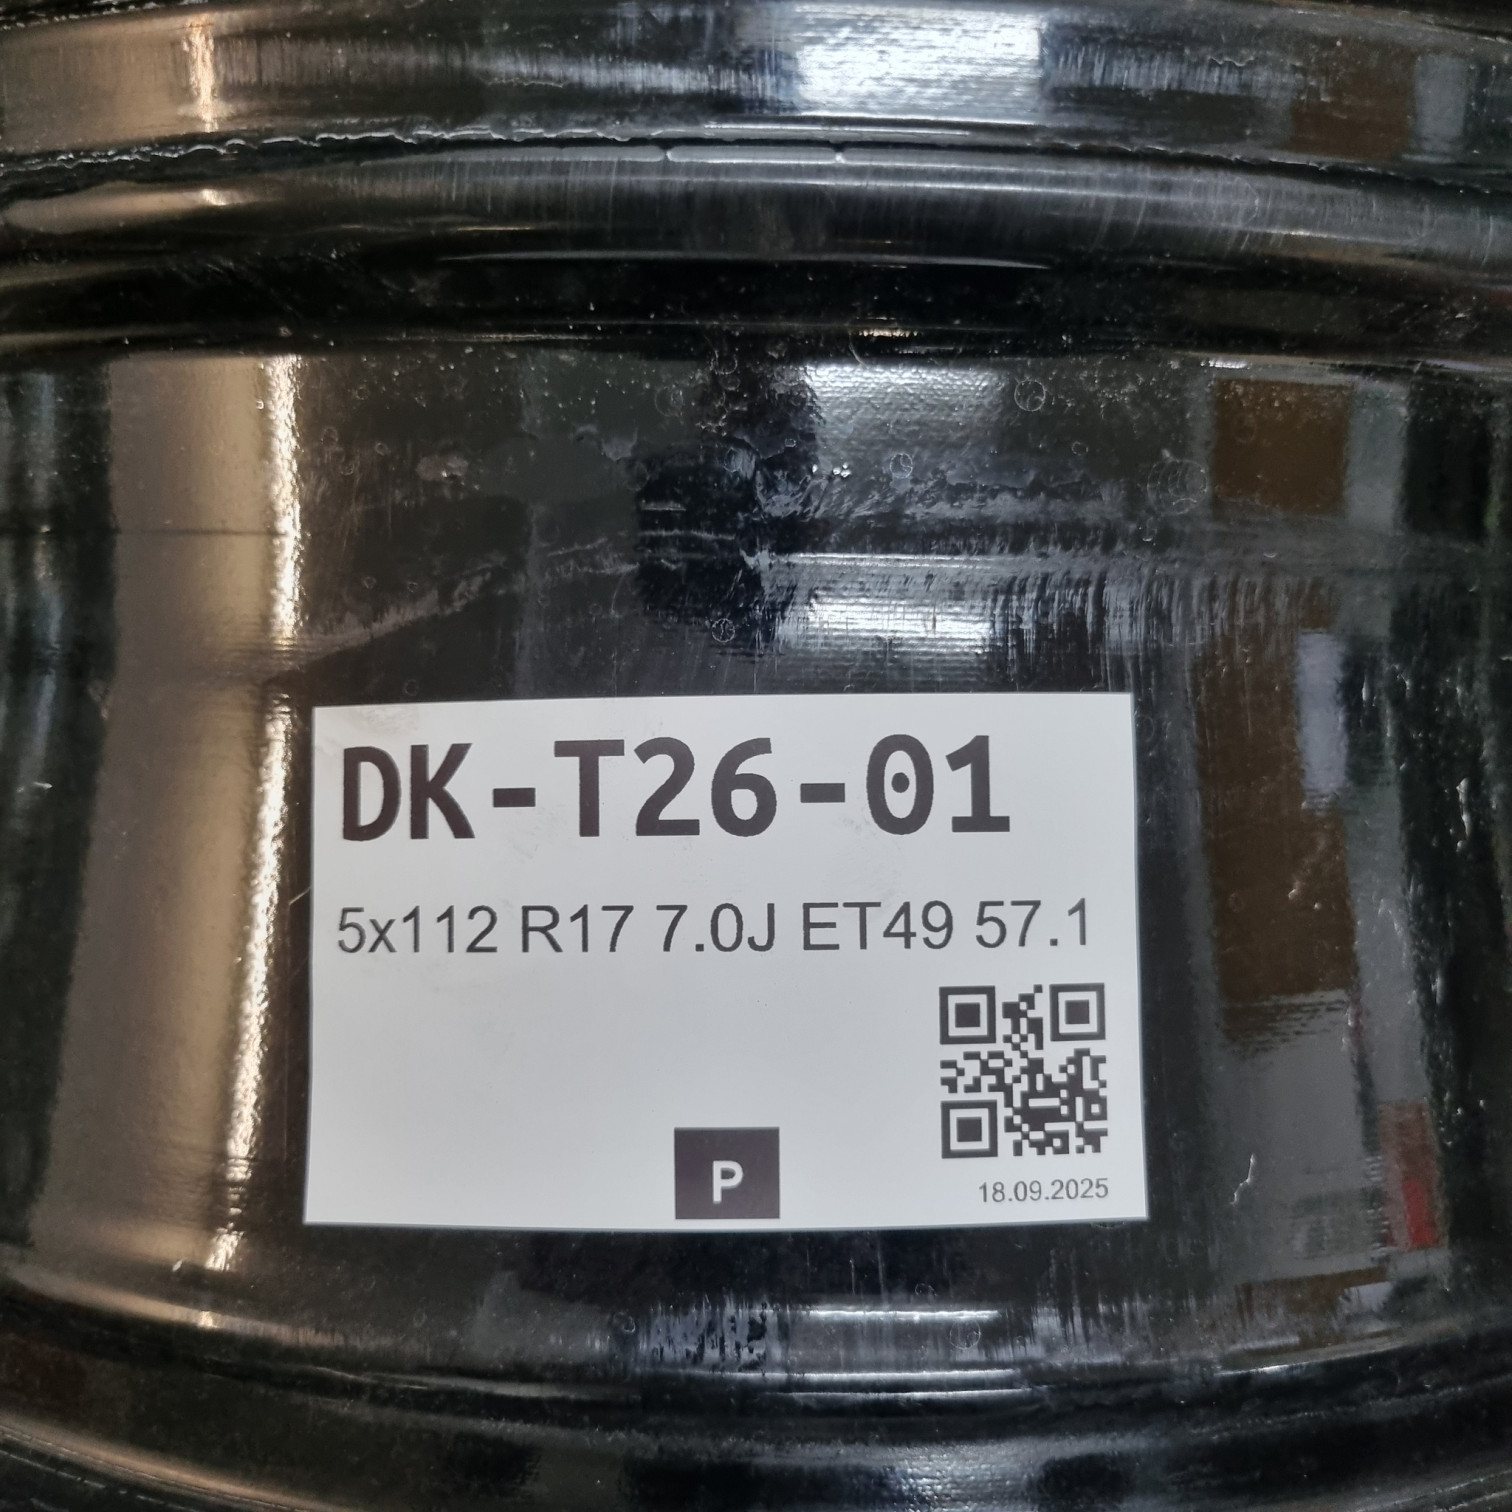 DK-T26-01
5x112 R17 7.0J ET49 57.1
P
18.09.2025